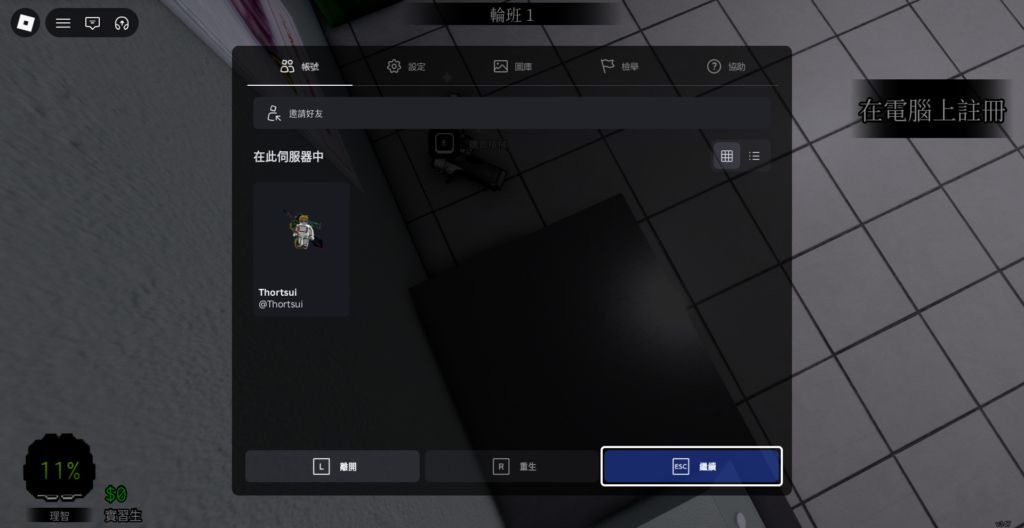 輪班 1
帳號
設定
圖庫
檢舉
協助
邀請好友
在電腦上註冊
E
在此伺服器中
Thortsui
@Thortsui
L 離開
R 重生
ESC 繼續
11%
$0
理智
實習生